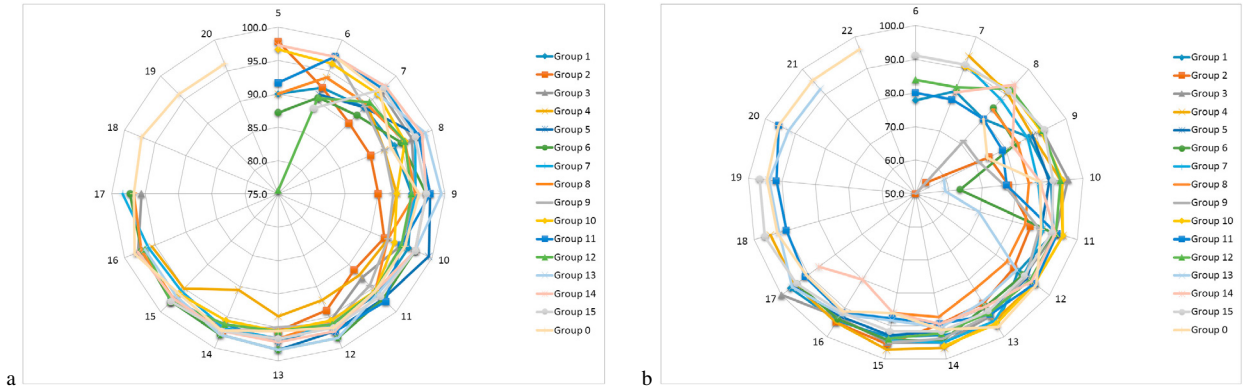 5
6
7
8
9
10
11
12
13
14
15
16
17
18
19
20
100.0
95.0
90.0
85.0
80.0
75.0
Group 1
Group 2
Group 3
Group 4
Group 5
Group 6
Group 7
Group 8
Group 9
Group 10
Group 11
Group 12
Group 13
Group 14
Group 15
Group 0
a
6
7
8
9
10
11
12
13
14
15
16
17
18
19
20
21
22
100.0
90.0
80.0
70.0
60.0
50.0
Group 1
Group 2
Group 3
Group 4
Group 5
Group 6
Group 7
Group 8
Group 9
Group 10
Group 11
Group 12
Group 13
Group 14
Group 15
Group 0
b